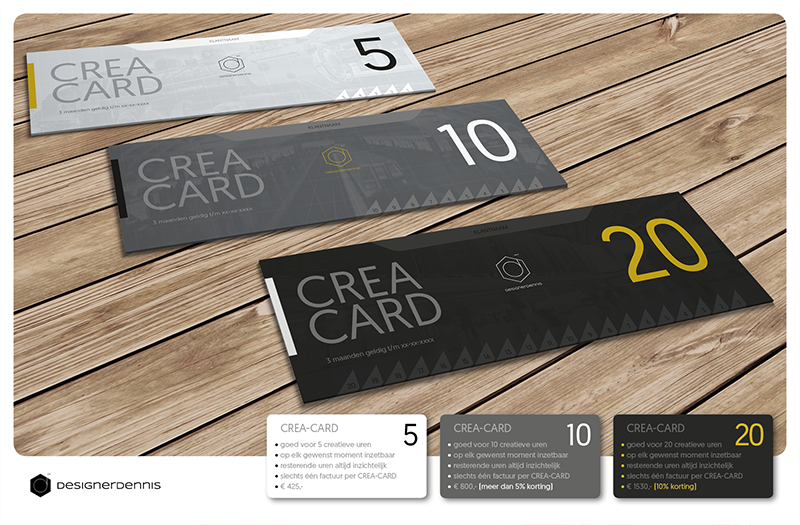 KLANTNAAM
CREA
CARD
5
designerdennis
3 maanden geldig t/m xx-xx-xxxx
KLANTNAAM
CREA
CARD
10
designerdennis
3 maanden geldig t/m xx-xx-xxxx
KLANTNAAM
CREA
CARD
20
designerdennis
3 maanden geldig t/m xx-xx-xxxx
CREA-CARD 5
• goed voor 5 creatieve uren
• op elk gewenst moment inzetbaar
• resterende uren altijd inzichtelijk
• slechts één factuur per CREA-CARD
• € 425,-
CREA-CARD 10
• goed voor 10 creatieve uren
• op elk gewenst moment inzetbaar
• resterende uren altijd inzichtelijk
• slechts één factuur per CREA-CARD
• € 800,- (meer dan 5% korting)
CREA-CARD 20
• goed voor 20 creatieve uren
• op elk gewenst moment inzetbaar
• resterende uren altijd inzichtelijk
• slechts één factuur per CREA-CARD
• € 1530,- (10% korting)
DESIGNERDENNIS